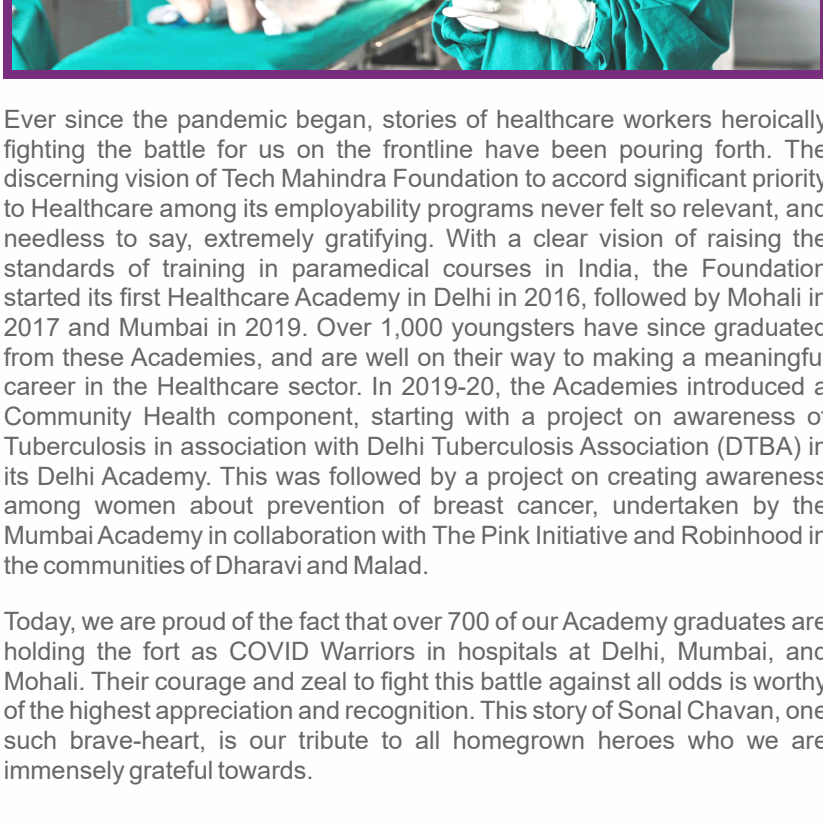 Ever since the pandemic began, stories of healthcare workers heroically
fighting the battle for us on the frontline have been pouring forth. The
discerning vision of Tech Mahindra Foundation to accord significant priority
to Healthcare among its employability programs never felt so relevant, and
needless to say, extremely gratifying. With a clear vision of raising the
standards of training in paramedical courses in India, the Foundation
started its first Healthcare Academy in Delhi in 2016, followed by Mohali in
2017 and Mumbai in 2019. Over 1,000 youngsters have since graduated
from these Academies, and are well on their way to making a meaningful
career in the Healthcare sector. In 2019-20, the Academies introduced a
Community Health component, starting with a project on awareness of
Tuberculosis in association with Delhi Tuberculosis Association (DTBA) in
its Delhi Academy. This was followed by a project on creating awareness
among women about prevention of breast cancer, undertaken by the
Mumbai Academy in collaboration with The Pink Initiative and Robinhood in
the communities of Dharavi and Malad.
Today, we are proud of the fact that over 700 of our Academy graduates are
holding the fort as COVID Warriors in hospitals at Delhi, Mumbai, and
Mohali. Their courage and zeal to fight this battle against all odds is worthy
of the highest appreciation and recognition. This story of Sonal Chavan, one
such brave-heart, is our tribute to all homegrown heroes who we are
immensely grateful towards.